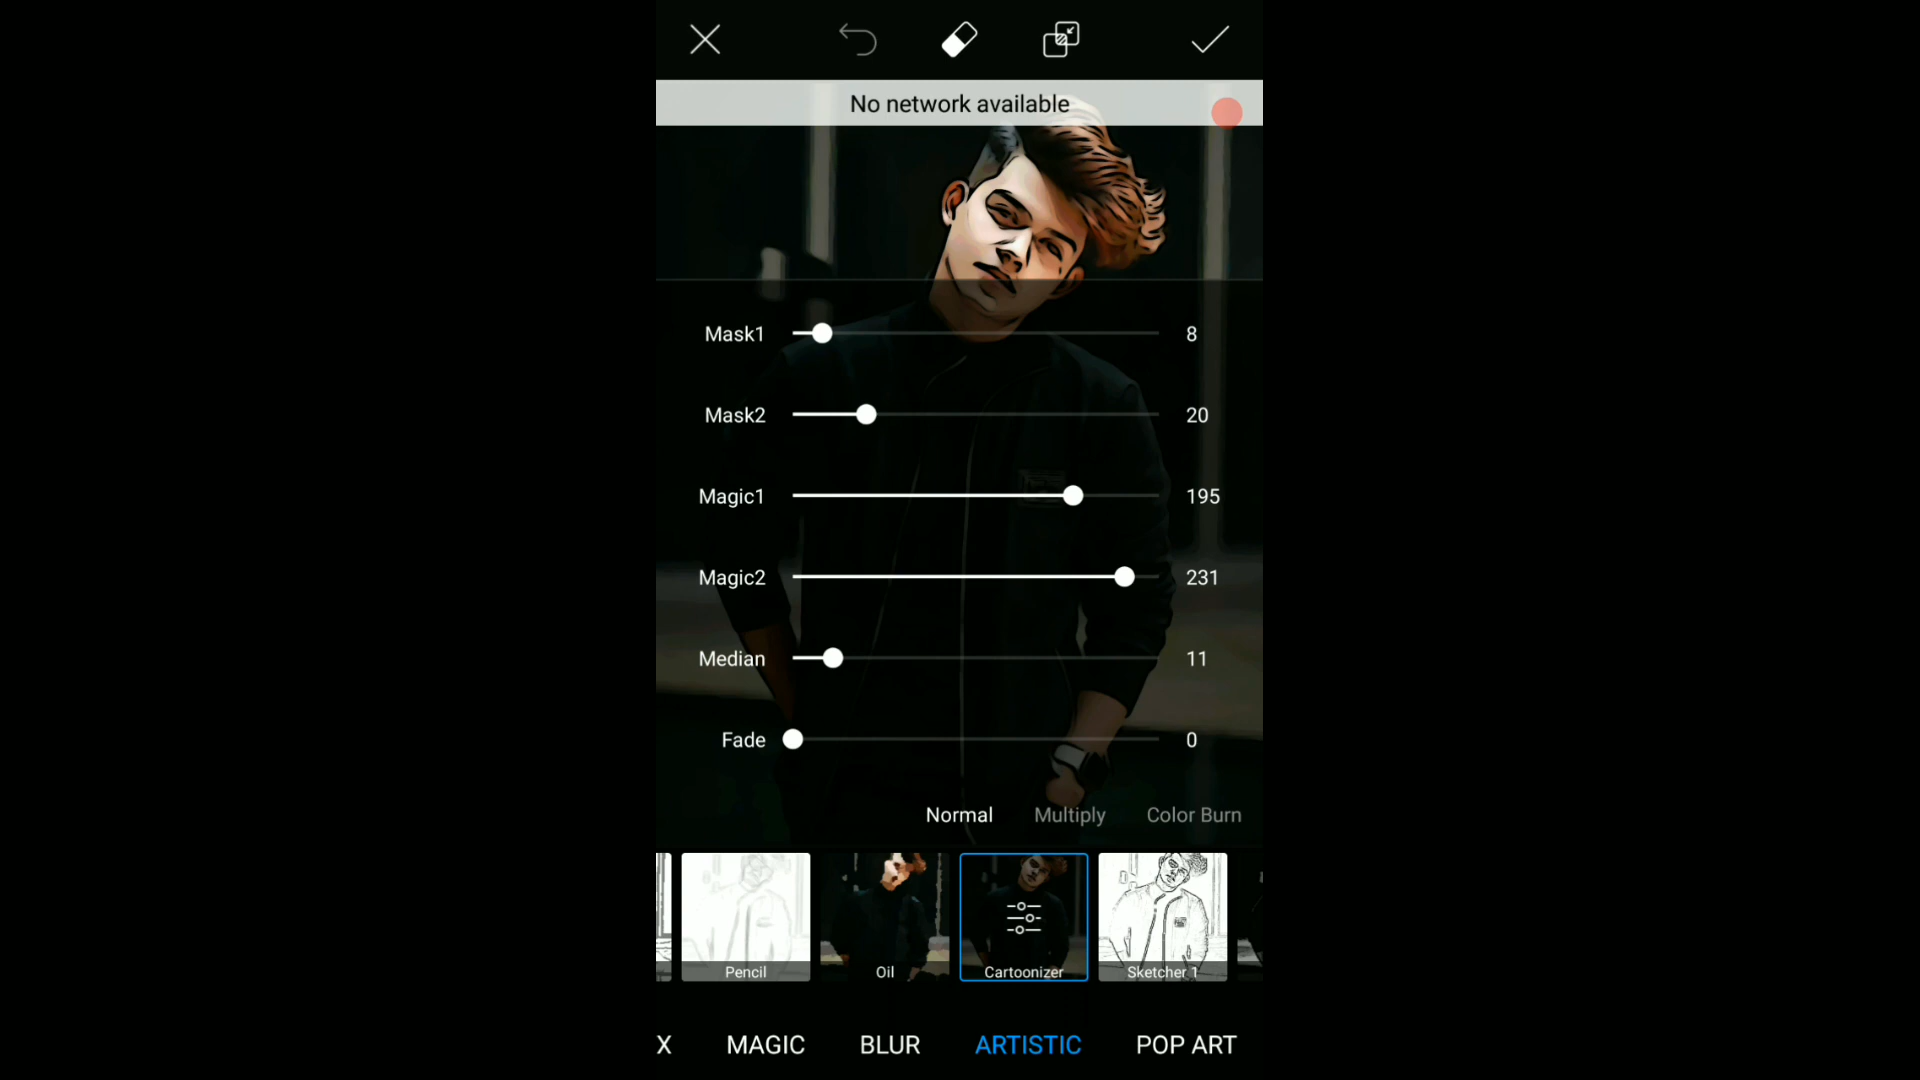 No network available
Mask1 8
Mask2 20
Magic1 195
Magic2 231
Median 11
Fade 0
Normal Multiply Color Burn
Pencil Oil Cartoonizer Sketcher 1
X MAGIC BLUR ARTISTIC POP ART